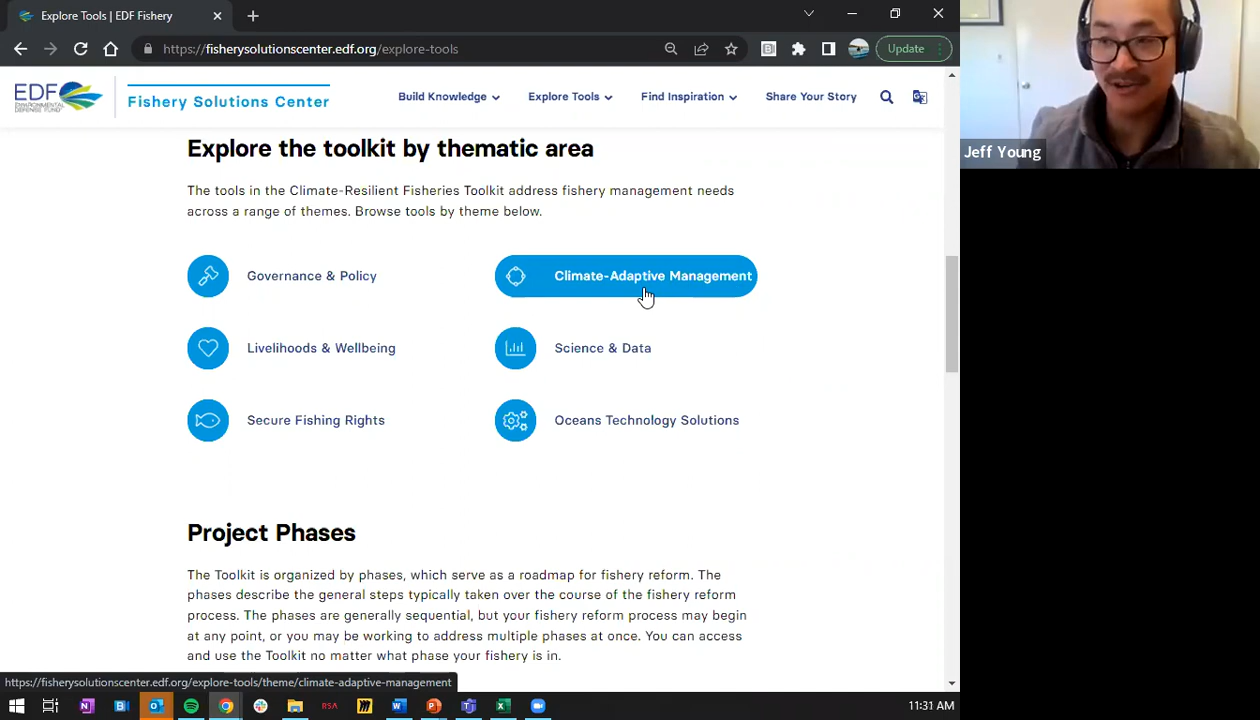 Explore Tools | EDF Fishery
https://fisherysolutionscenter.edf.org/explore-tools
Update
EDF
ENVIRONMENTAL
DEFENSE FUND
Fishery Solutions Center
Build Knowledge
Explore Tools
Find Inspiration
Share Your Story
Jeff Young
Explore the toolkit by thematic area
The tools in the Climate-Resilient Fisheries Toolkit address fishery management needs
across a range of themes. Browse tools by theme below.
Governance & Policy
Climate-Adaptive Management
Livelihoods & Wellbeing
Science & Data
Secure Fishing Rights
Oceans Technology Solutions
Project Phases
The Toolkit is organized by phases, which serve as a roadmap for fishery reform. The
phases describe the general steps typically taken over the course of the fishery reform
process. The phases are generally sequential, but your fishery reform process may begin
at any point, or you may be working to address multiple phases at once. You can access
and use the Toolkit no matter what phase your fishery is in.
https://fisherysolutionscenter.edf.org/explore-tools/theme/climate-adaptive-management
RSA
11:31 AM